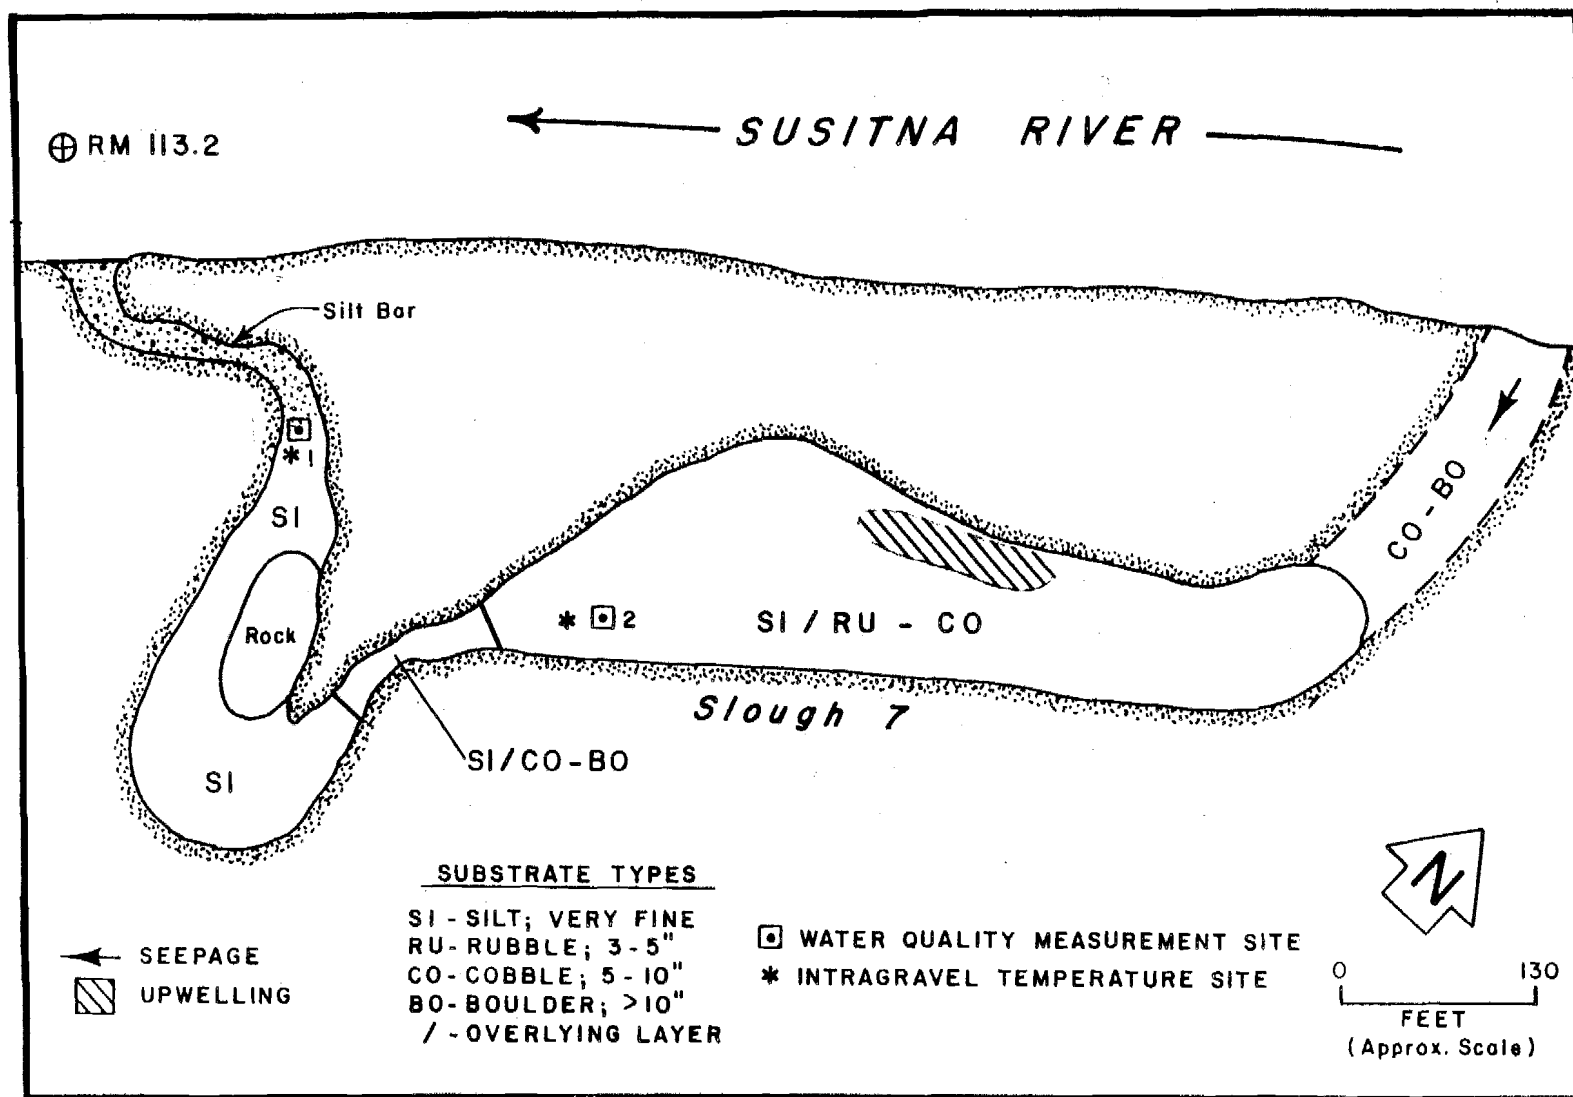 RM 113.2
SUSITNA RIVER
Silt Bar
1
SI
CO-BO
Rock
2
SI/RU - CO
Slough 7
SI/CO-BO
SI
N
SUBSTRATE TYPES
SI - SILT; VERY FINE
RU-RUBBLE; 3-5"
CO-COBBLE; 5-10"
BO-BOULDER; >10"
/ -OVERLYING LAYER
SEEPAGE
UPWELLING
WATER QUALITY MEASUREMENT SITE
* INTRAGRAVEL TEMPERATURE SITE
0 130
FEET
(Approx. Scale)